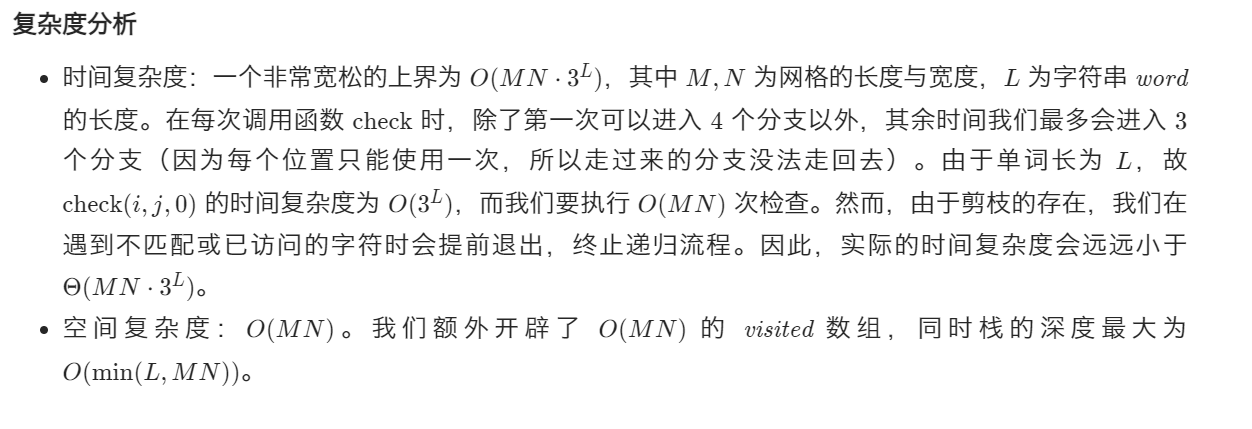 复杂度分析
• 时间复杂度：一个非常宽松的上界为 O(MN · 3^L)，其中 M, N 为网格的长度与宽度，L 为字符串 word
的长度。在每次调用函数 check 时，除了第一次可以进入 4 个分支以外，其余时间我们最多会进入 3
个分支（因为每个位置只能使用一次，所以走过来的分支没法走回去）。由于单词长为 L，故
check(i, j, 0) 的时间复杂度为 O(3^L)，而我们要执行 O(MN) 次检查。然而，由于剪枝的存在，我们在
遇到不匹配或已访问的字符时会提前退出，终止递归流程。因此，实际的时间复杂度会远远小于
Θ(MN · 3^L)。
• 空间复杂度：O(MN)。我们额外开辟了 O(MN) 的 visited 数组，同时栈的深度最大为
O(min(L, MN))。